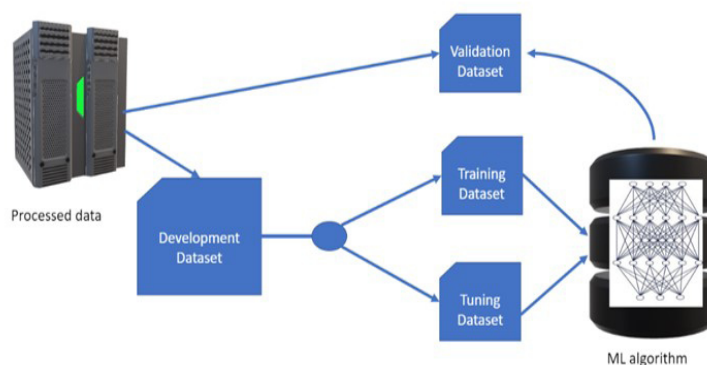 Validation
Dataset
Processed data
Development
Dataset
Training
Dataset
Tuning
Dataset
ML algorithm